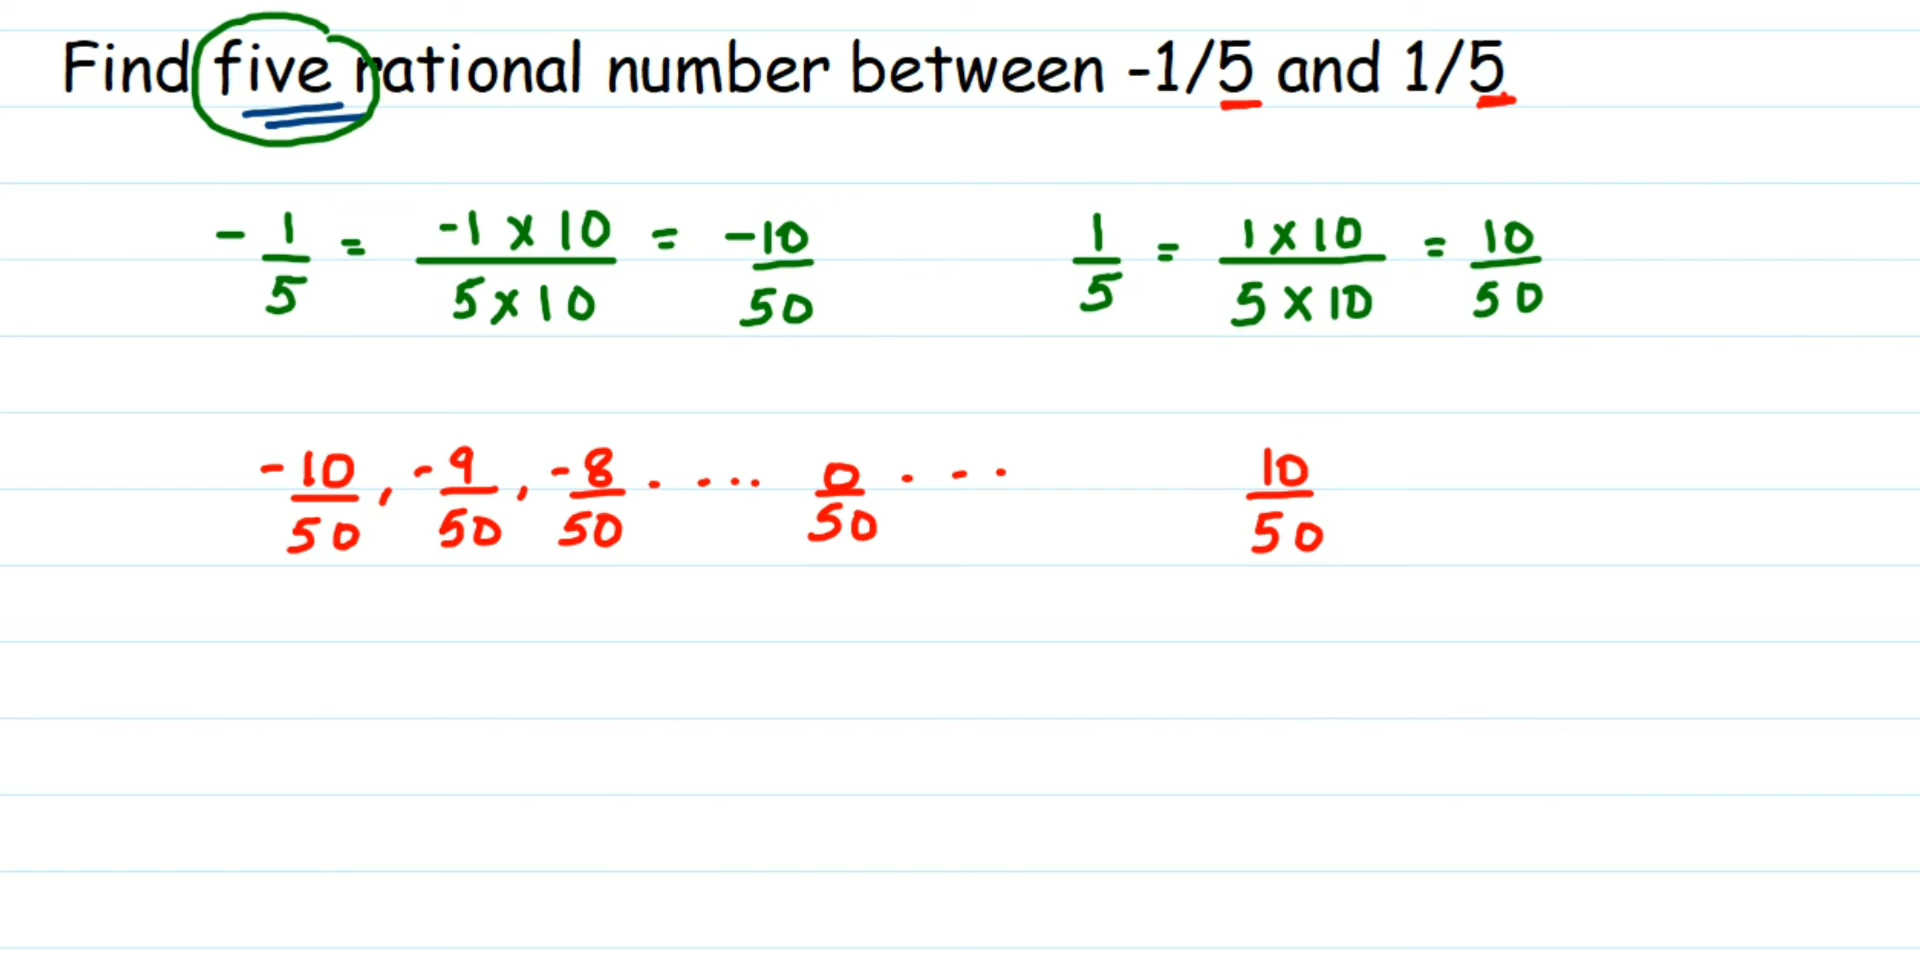 Find five rational number between -1/5 and 1/5
-1/5 = -1 x 10 / 5 x 10 = -10/50    1/5 = 1 x 10 / 5 x 10 = 10/50
-10/50, -9/50, -8/50 . ... 0/50 . .. 10/50